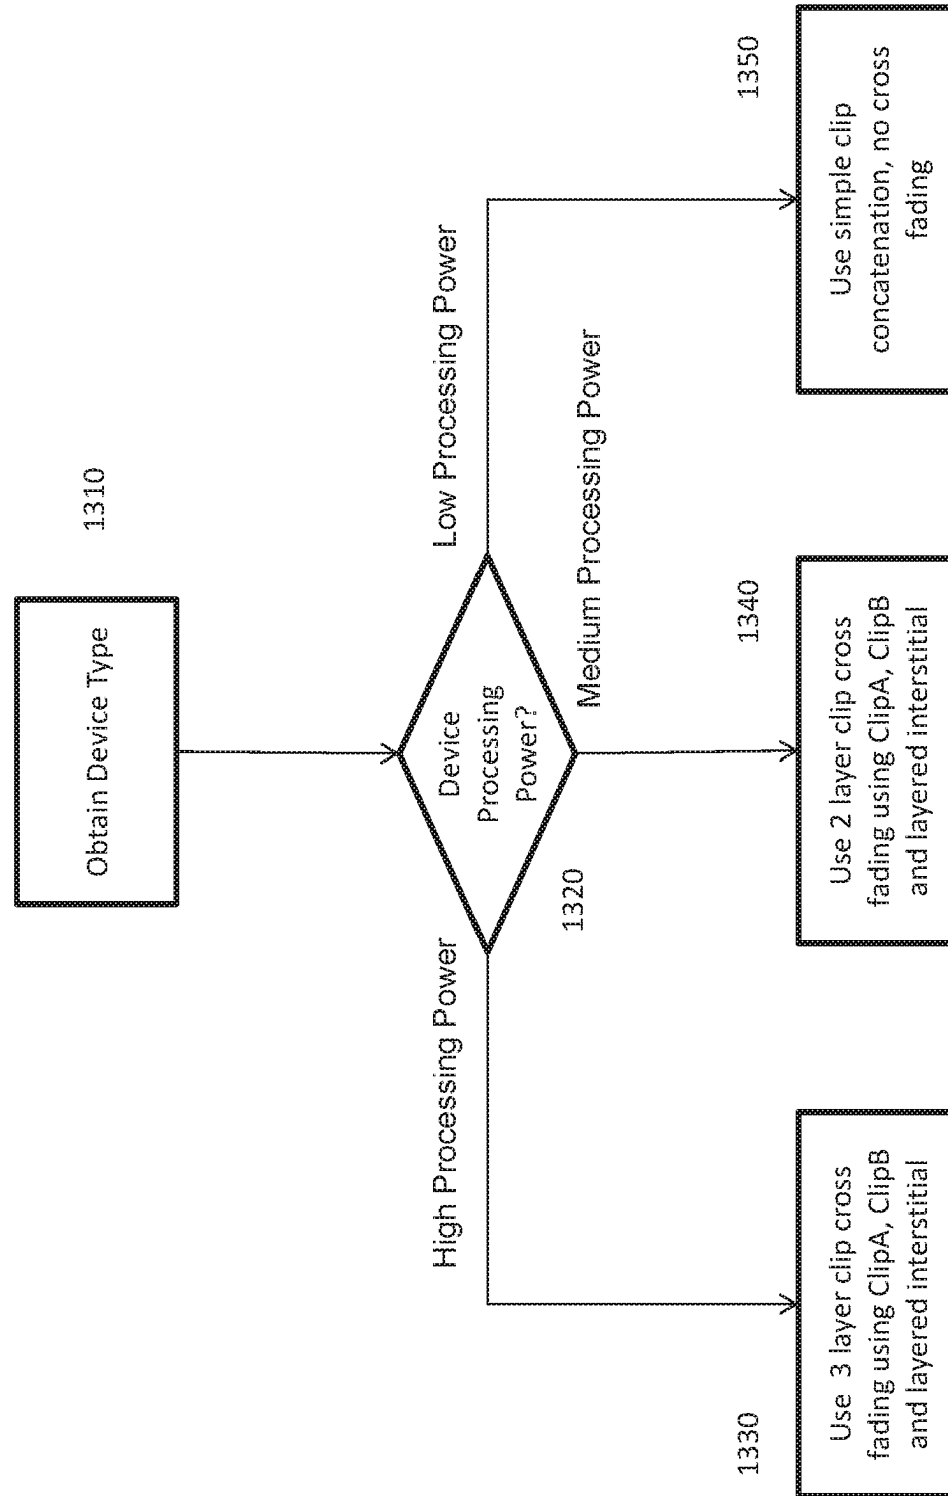 Obtain Device Type
1310
Device
Processing
Power?
1320
High Processing Power
Low Processing Power
Medium Processing Power
1330
Use 3 layer clip cross
fading using ClipA, ClipB
and layered interstitial
1340
Use 2 layer clip cross
fading using ClipA, ClipB
and layered interstitial
1350
Use simple clip
concatenation, no cross
fading